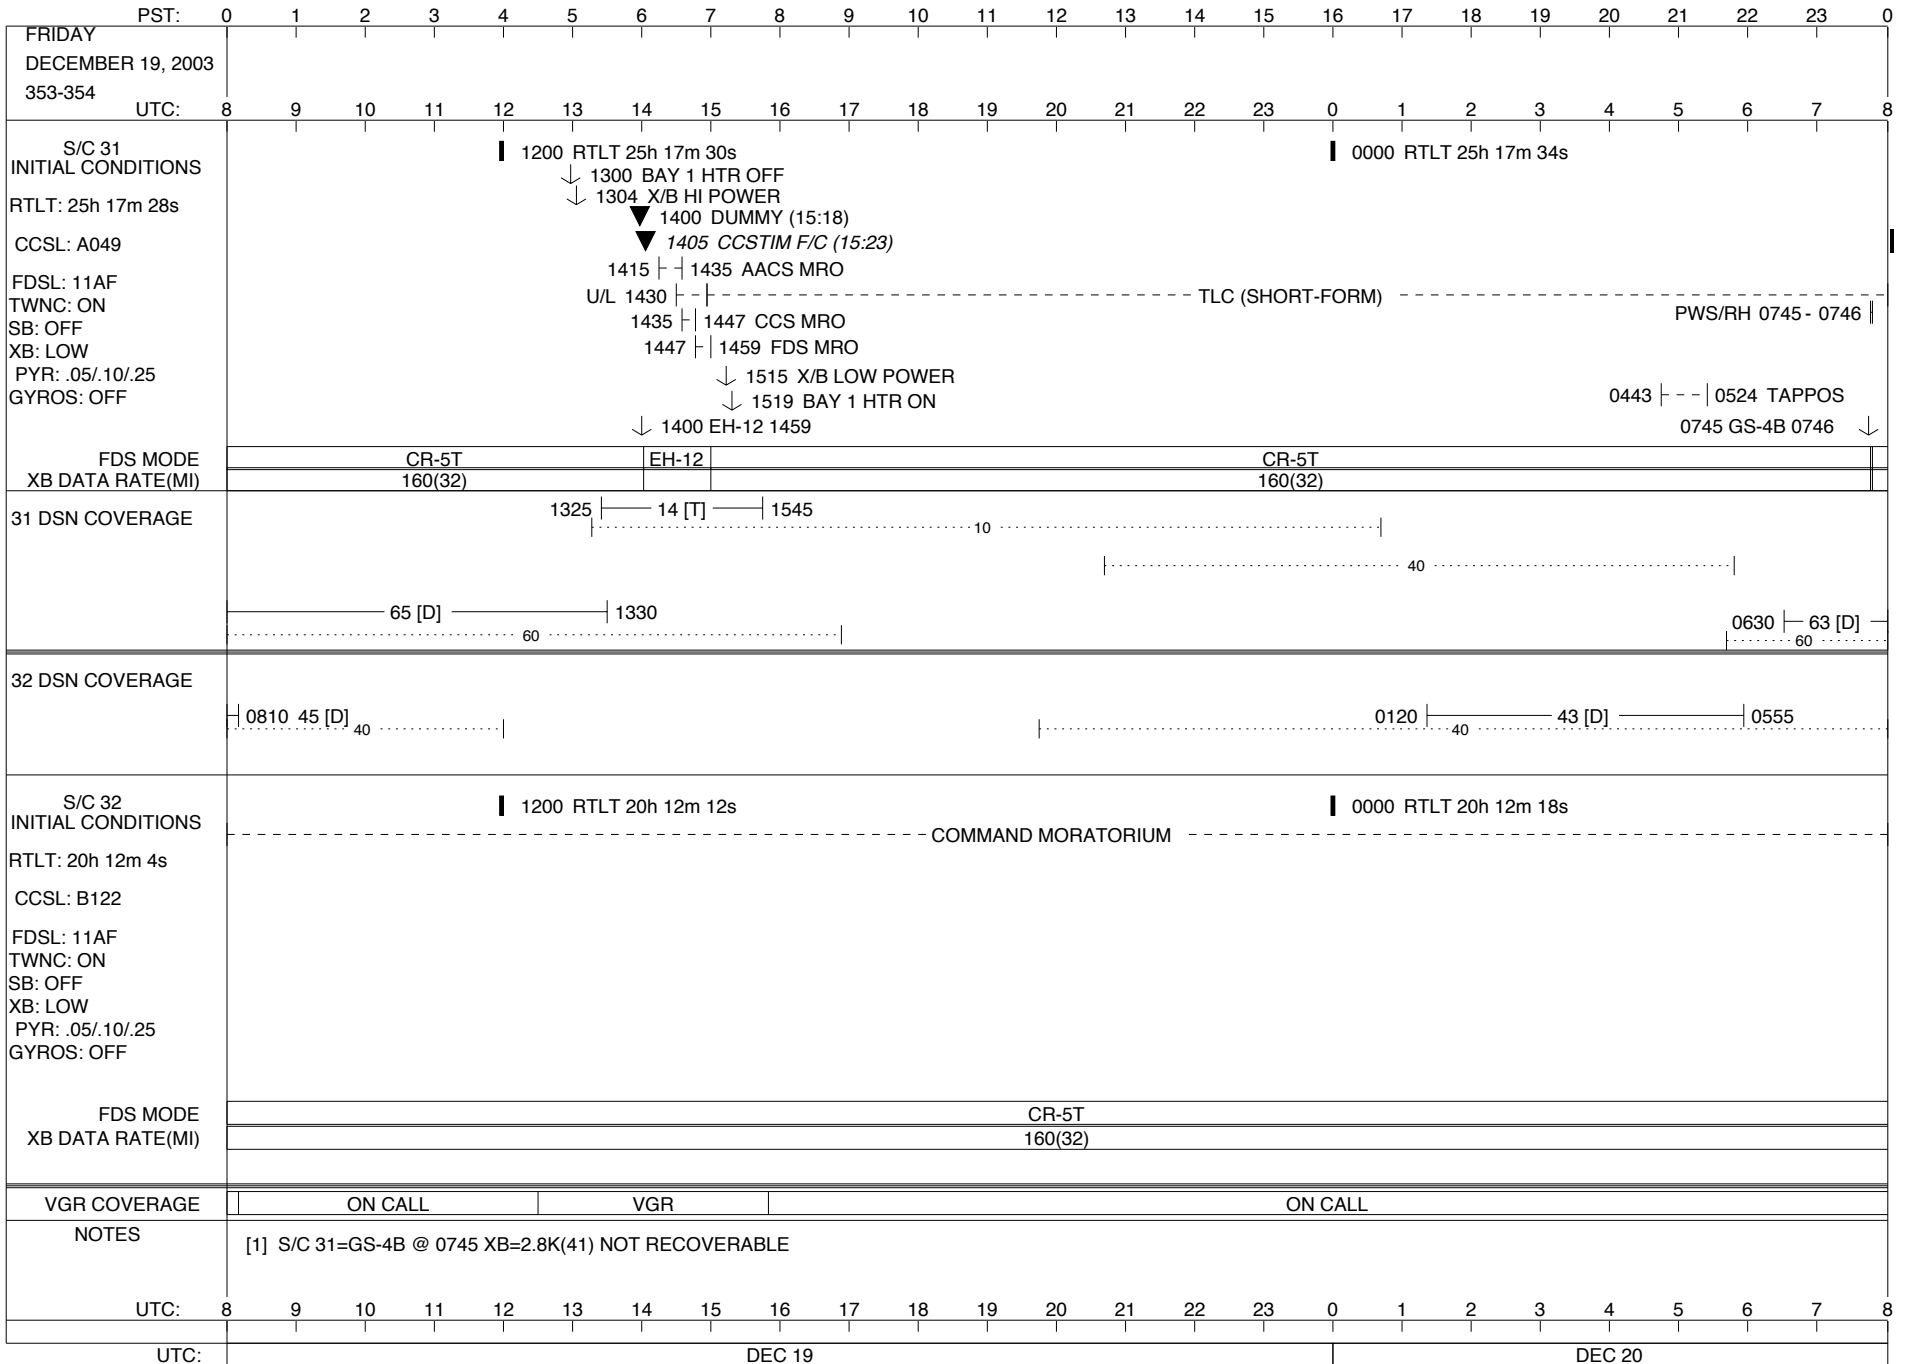 PST: 0 1 2 3 4 5 6 7 8 9 10 11 12 13 14 15 16 17 18 19 20 21 22 23 0
FRIDAY
DECEMBER 19, 2003
353-354
UTC: 8 9 10 11 12 13 14 15 16 17 18 19 20 21 22 23 0 1 2 3 4 5 6 7 8
S/C 31
INITIAL CONDITIONS
RTLT: 25h 17m 28s
CCSL: A049
FDSL: 11AF
TWNC: ON
SB: OFF
XB: LOW
PYR: .05/.10/.25
GYROS: OFF
1200 RTLT 25h 17m 30s
0000 RTLT 25h 17m 34s
1300 BAY 1 HTR OFF
1304 X/B HI POWER
1400 DUMMY (15:18)
1405 CCSTIM F/C (15:23)
1415 1435 AACS MRO
U/L 1430 TLC (SHORT-FORM)
PWS/RH 0745 - 0746
1435 1447 CCS MRO
1447 1459 FDS MRO
1515 X/B LOW POWER
1519 BAY 1 HTR ON
0443 0524 TAPPOS
1400 EH-12 1459
0745 GS-4B 0746
FDS MODE CR-5T EH-12 CR-5T
XB DATA RATE(MI) 160(32) 160(32)
31 DSN COVERAGE
1325 14 [T] 1545
10
40
65 [D] 1330
60
0630 63 [D]
60
32 DSN COVERAGE
0810 45 [D]
40
0120 43 [D] 0555
40
S/C 32
INITIAL CONDITIONS
RTLT: 20h 12m 4s
CCSL: B122
FDSL: 11AF
TWNC: ON
SB: OFF
XB: LOW
PYR: .05/.10/.25
GYROS: OFF
1200 RTLT 20h 12m 12s
0000 RTLT 20h 12m 18s
COMMAND MORATORIUM
FDS MODE CR-5T
XB DATA RATE(MI) 160(32)
VGR COVERAGE ON CALL VGR ON CALL
NOTES
[1] S/C 31=GS-4B @ 0745 XB=2.8K(41) NOT RECOVERABLE
UTC: 8 9 10 11 12 13 14 15 16 17 18 19 20 21 22 23 0 1 2 3 4 5 6 7 8
UTC: DEC 19 DEC 20